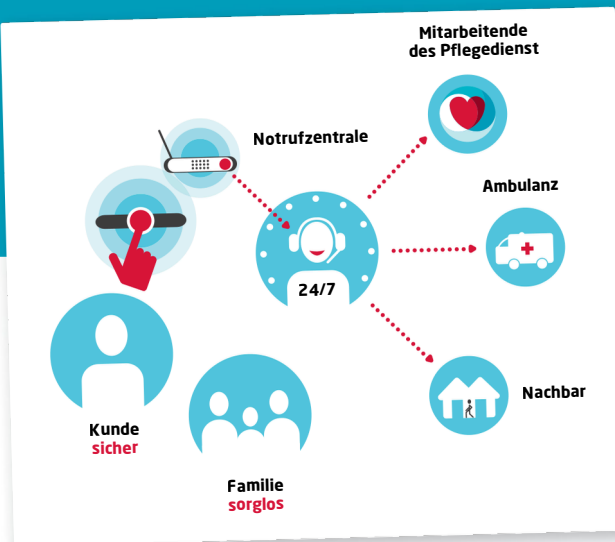 Mitarbeitende
des Pflegedienst
Notrufzentrale
Ambulanz
24/7
Nachbar
Kunde
sicher
Familie
sorglos